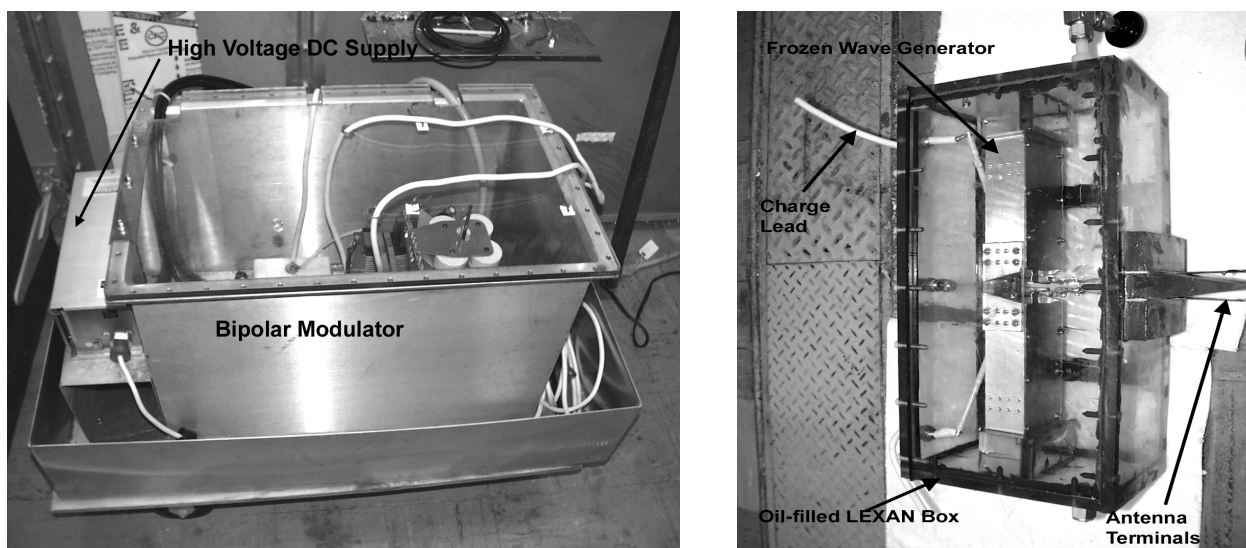 High Voltage DC Supply
Bipolar Modulator
Frozen Wave Generator
Charge
Lead
Oil-filled LEXAN Box
Antenna
Terminals